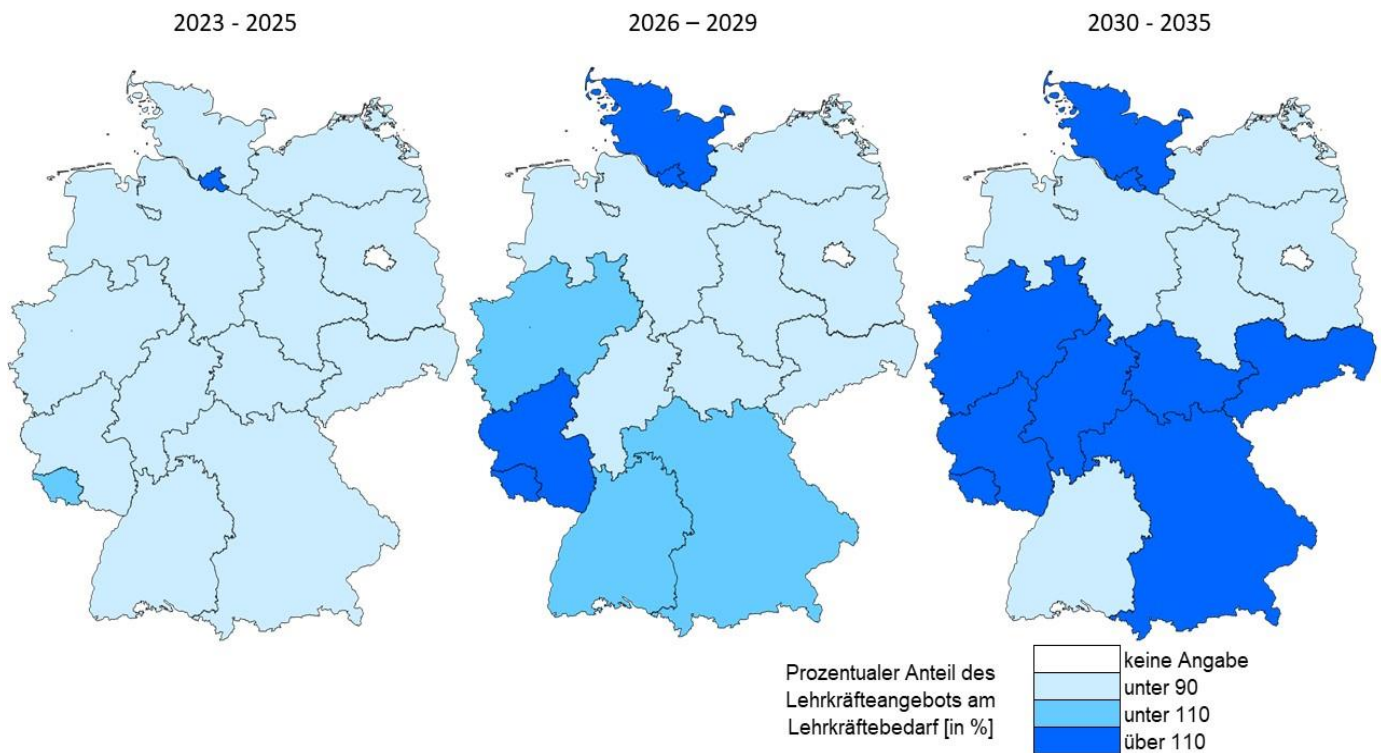 2023 - 2025
2026 – 2029
2030 - 2035
Prozentualer Anteil des
Lehrkräfteangebots am
Lehrkräftebedarf [in %]
keine Angabe
unter 90
unter 110
über 110